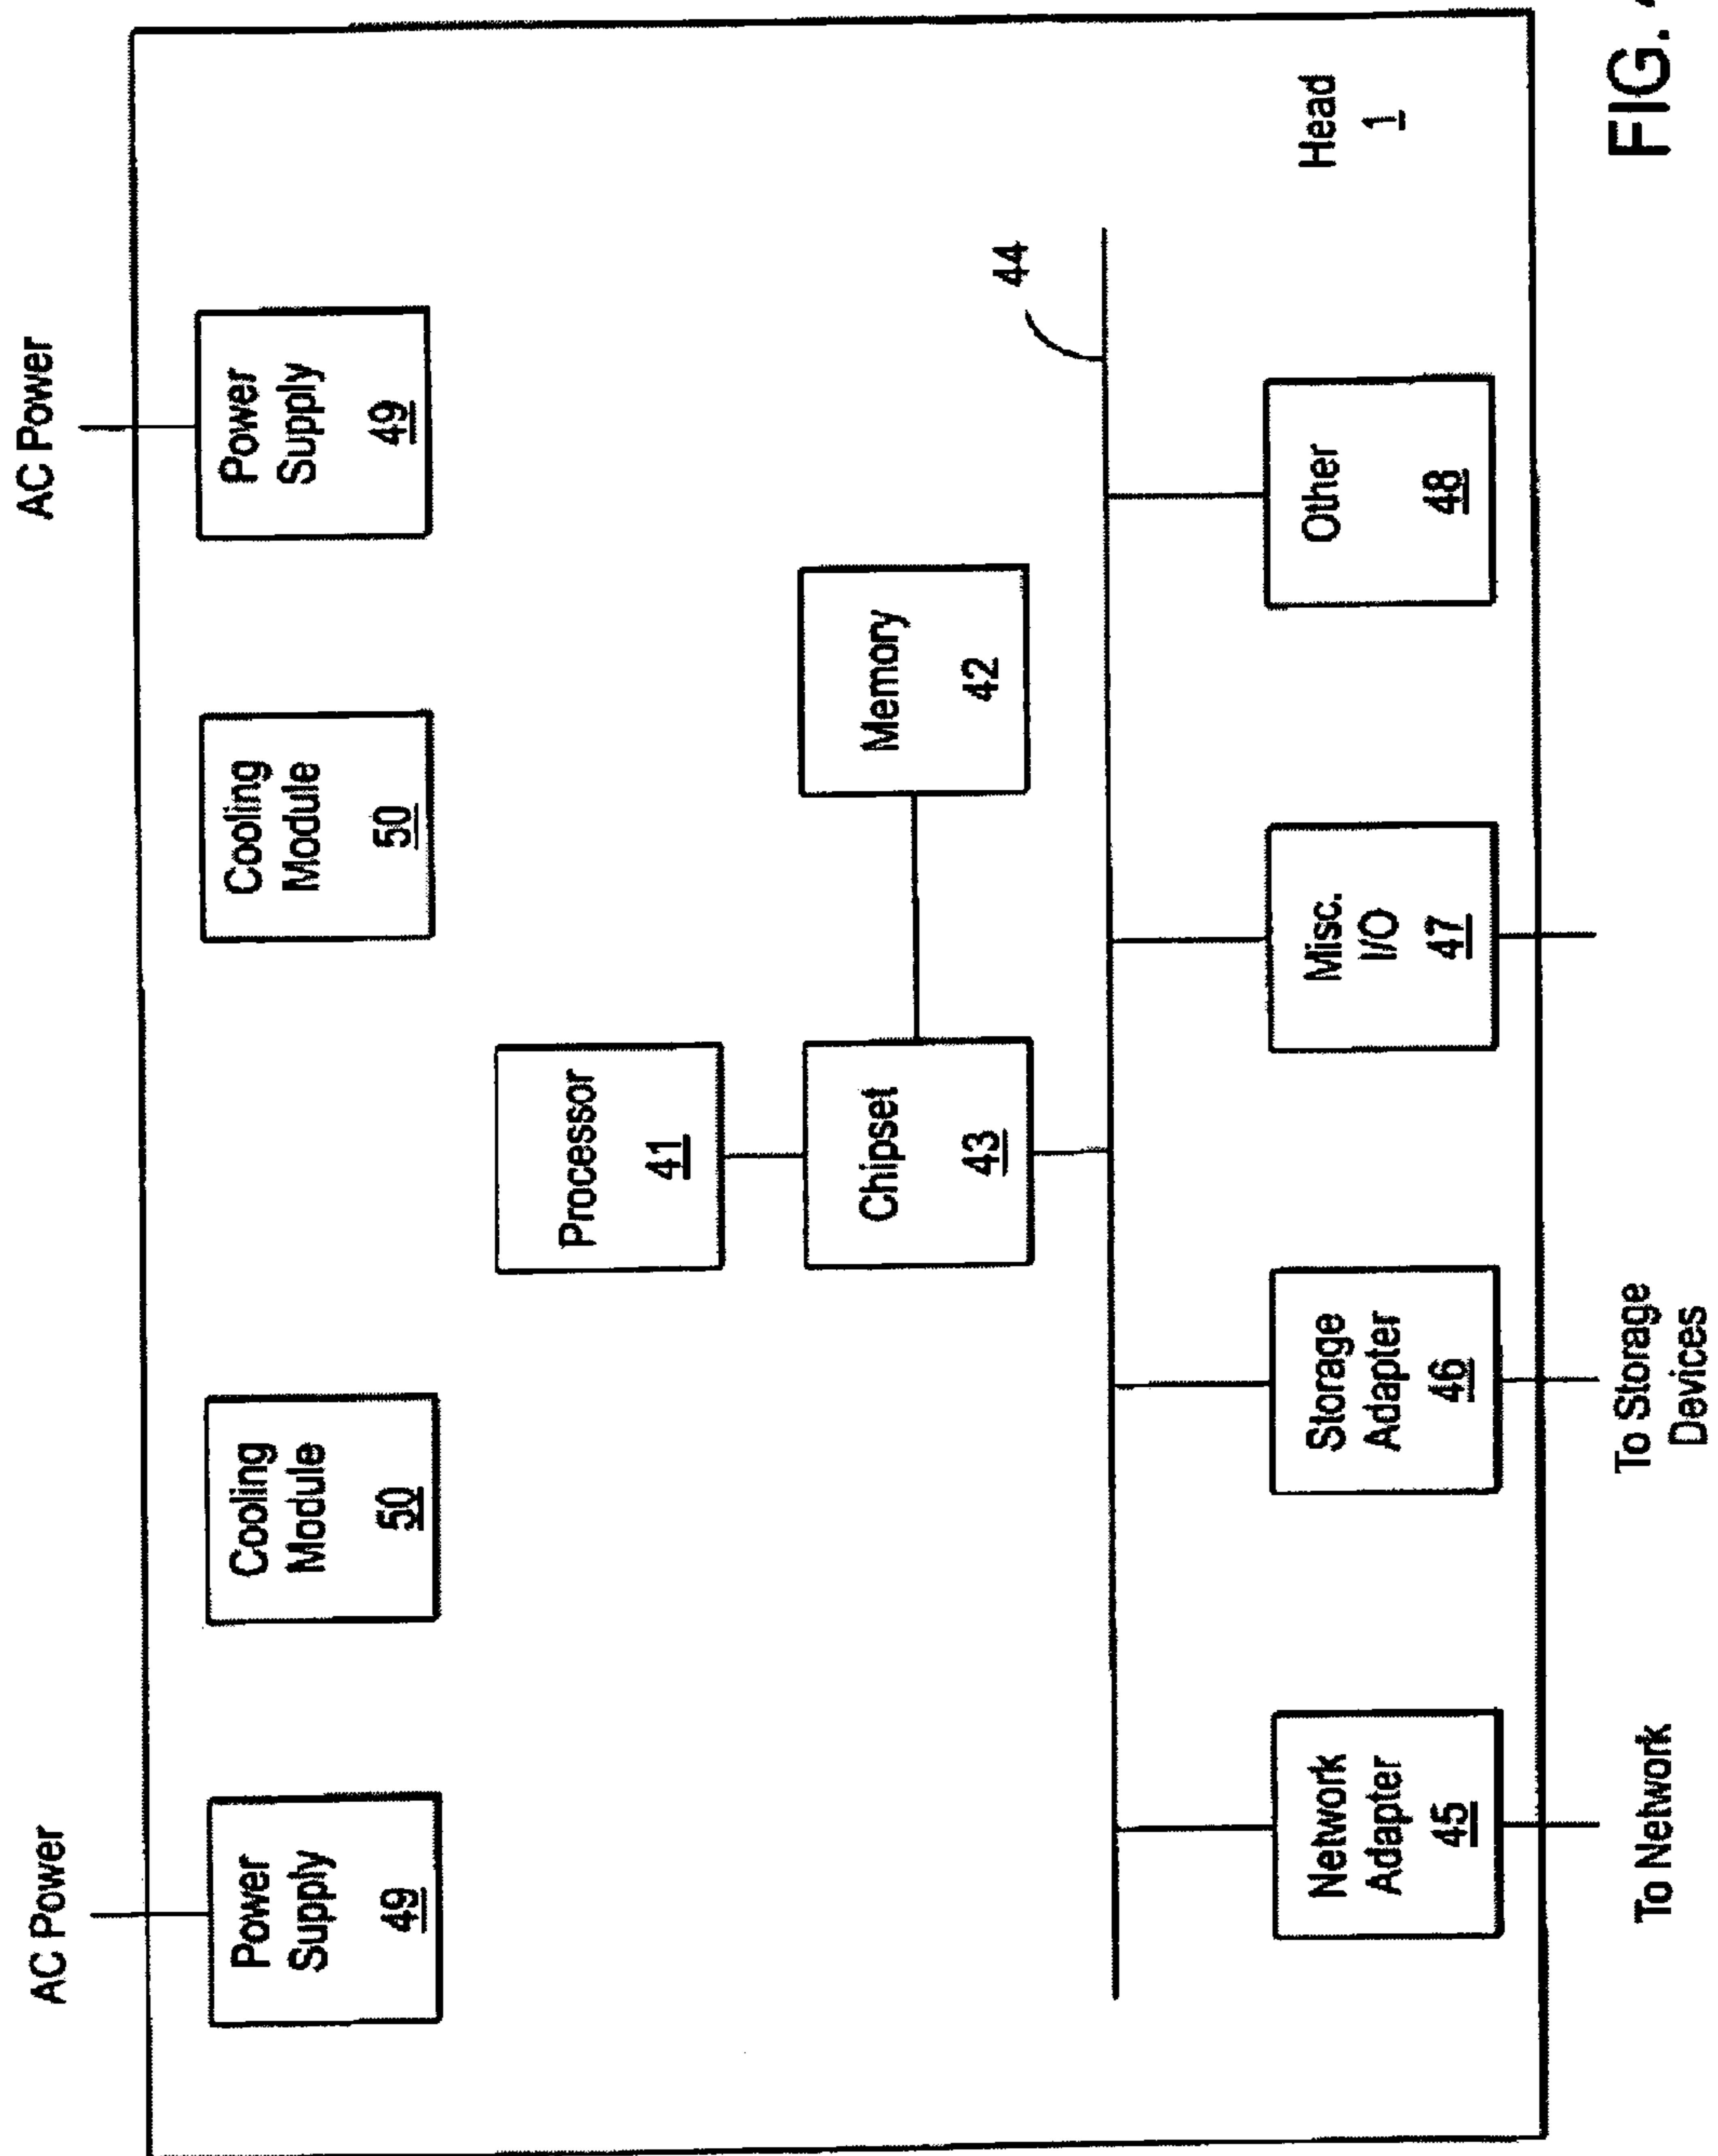 AC Power
AC Power
Power
Supply
49
Cooling
Module
50
Cooling
Module
50
Power
Supply
49
Processor
41
Chipset
43
Memory
42
44
Network
Adapter
45
Storage
Adapter
46
Misc.
I/O
47
Other
48
Head
1
To Network
To Storage
Devices
FIG.